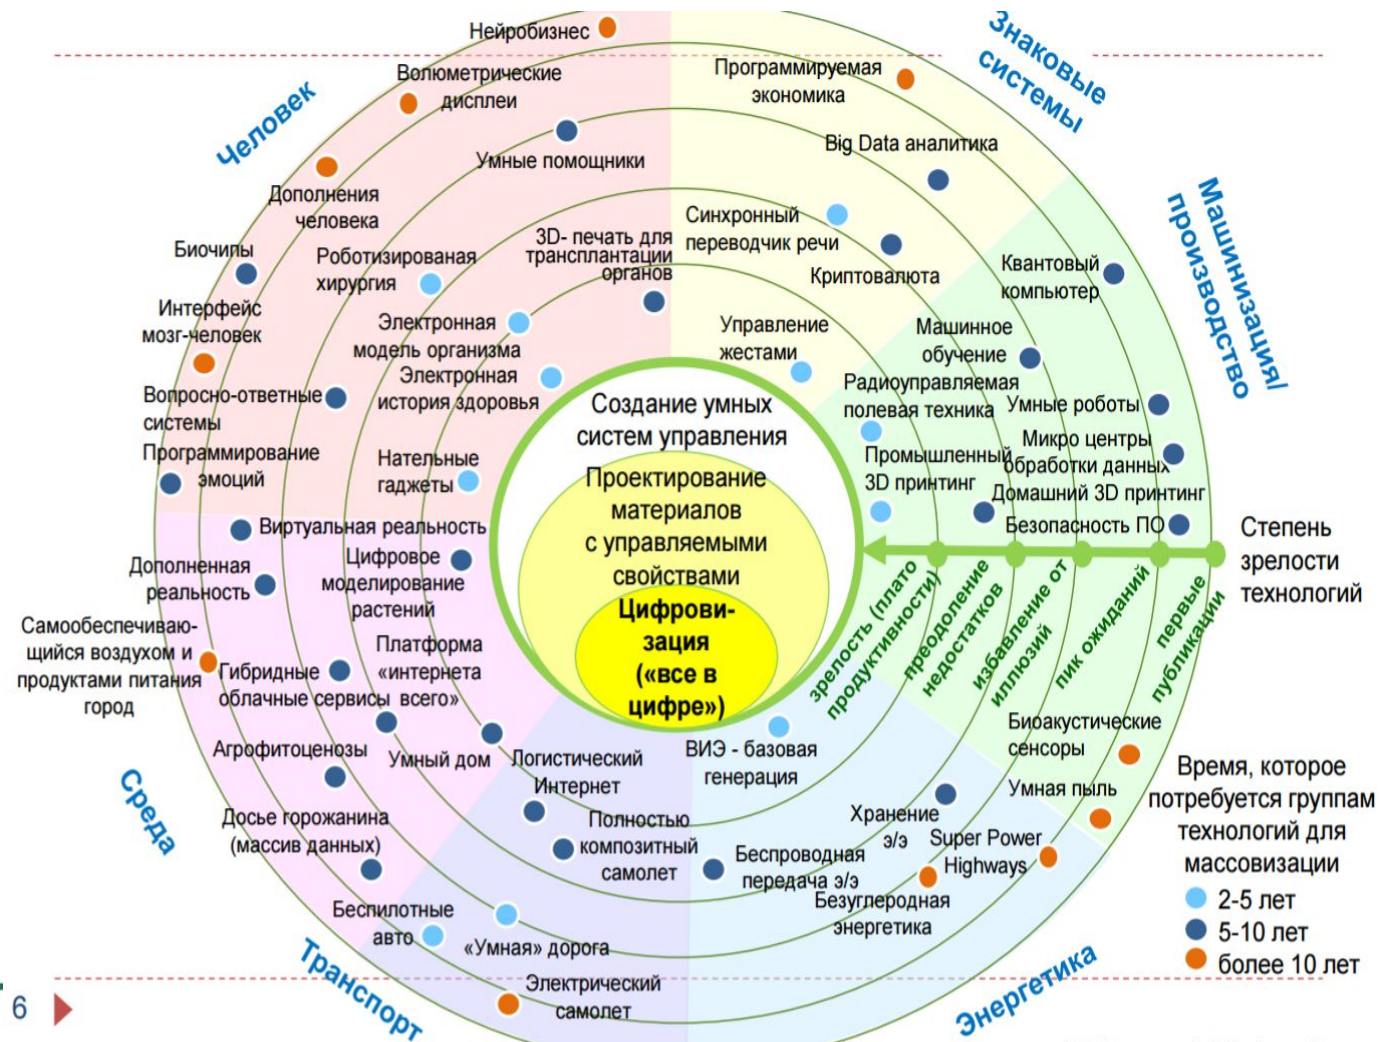 Нейробизнес
Волюметрические
дисплеи
Человек
Умные помощники
Дополнения
человека
Биочипы
Роботизированая
хирургия
3D- печать для
трансплантации
органов
Интерфейс
мозг-человек
Электронная
модель организма
Электронная
история здоровья
Вопросно-ответные
системы
Программирование
эмоций
Нательные
гаджеты
Знаковые
системы
Программируемая
экономика
Big Data аналитика
Синхронный
переводчик речи
Криптовалюта
Управление
жестами
Машинизация/
производство
Квантовый
компьютер
Машинное
обучение
Радиоуправляемая
полевая техника
Умные роботы
Микро центры
обработки данных
Промышленный
3D принтинг
Домашний 3D принтинг
Безопасность ПО
Создание умных
систем управления
Проектирование
материалов
с управляемыми
свойствами
Цифрови-
зация
(«все в
цифре»)
Степень
зрелости
технологий
зрелость (плато
продуктивности)
преодоление
недостатков
избавление от
иллюзий
пик ожиданий
первые
публикации
Биоакустические
сенсоры
Умная пыль
Виртуальная реальность
Дополненная
реальность
Цифровое
моделирование
растений
Самообеспечиваю-
щийся воздухом и
продуктами питания
город
Гибридные
облачные сервисы
Платформа
«интернета
всего»
Агрофитоценозы
Умный дом
Досье горожанина
(массив данных)
Среда
Логистический
Интернет
Полностью
композитный
самолет
Беспилотные
авто
«Умная» дорога
Электрический
самолет
Транспорт
ВИЭ - базовая
генерация
Хранение
э/э
Super Power
Highways
Беспроводная
передача э/э
Безуглеродная
энергетика
Энергетика
Время, которое
потребуется группам
технологий для
массовизации
2-5 лет
5-10 лет
более 10 лет
6